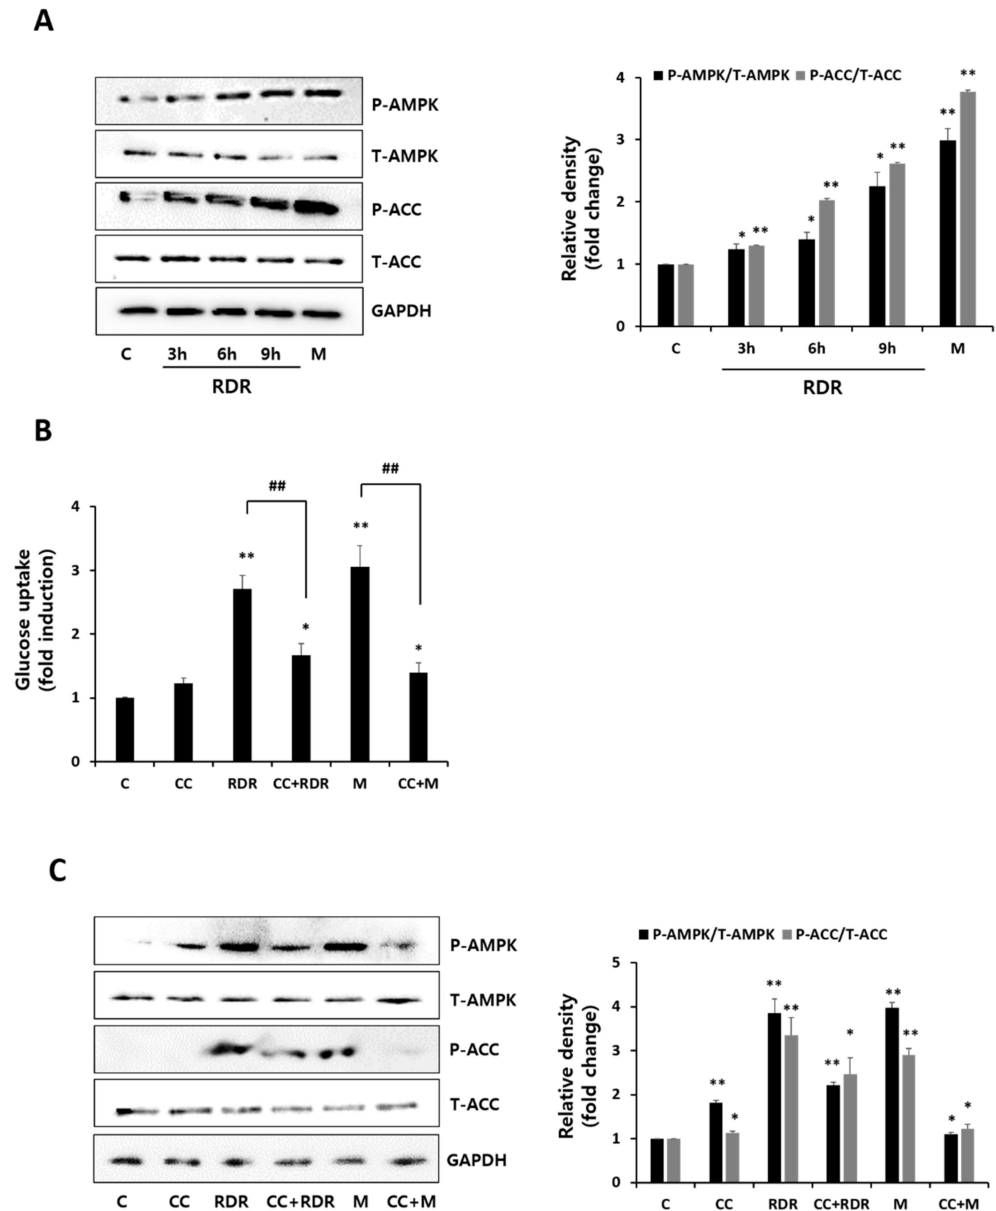 A
P-AMPK
T-AMPK
P-ACC
T-ACC
GAPDH
C 3h 6h 9h M
RDR
P-AMPK/T-AMPK P-ACC/T-ACC
Relative density
(fold change)
4
3
2
1
0
* ** * ** * ** ** **
C 3h 6h 9h M
RDR
B
Glucose uptake
(fold induction)
4
3
2
1
0
## ##
** * ** *
C CC RDR CC+RDR M CC+M
C
P-AMPK
T-AMPK
P-ACC
T-ACC
GAPDH
C CC RDR CC+RDR M CC+M
P-AMPK/T-AMPK P-ACC/T-ACC
Relative density
(fold change)
5
4
3
2
1
0
** * ** ** ** * ** ** * *
C CC RDR CC+RDR M CC+M